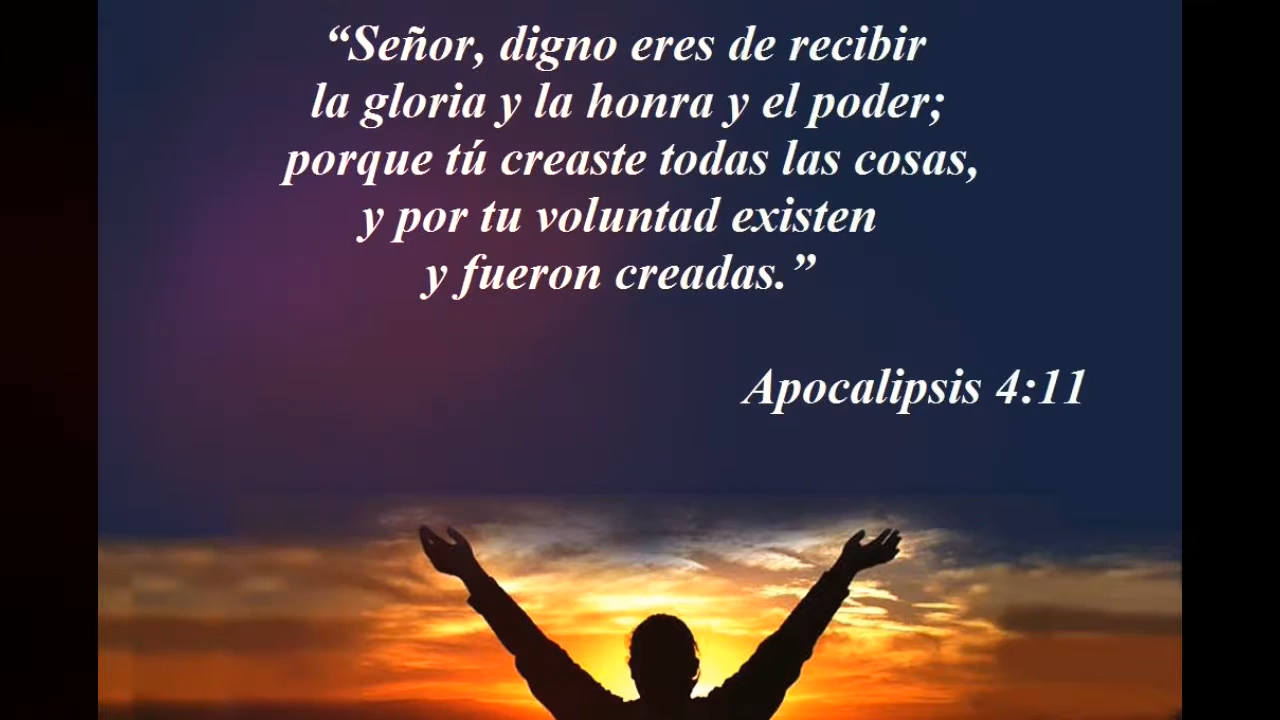 “Señor, digno eres de recibir
la gloria y la honra y el poder;
porque tú creaste todas las cosas,
y por tu voluntad existen
y fueron creadas.”
Apocalipsis 4:11